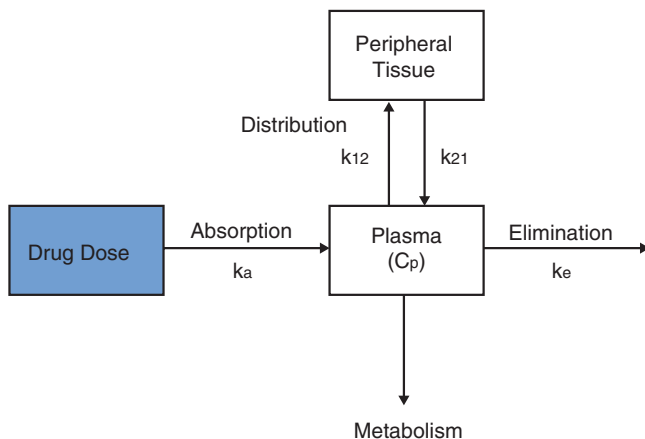 Peripheral
Tissue
Distribution
k12
k21
Drug Dose
Absorption
ka
Plasma
(Cp)
Elimination
ke
Metabolism